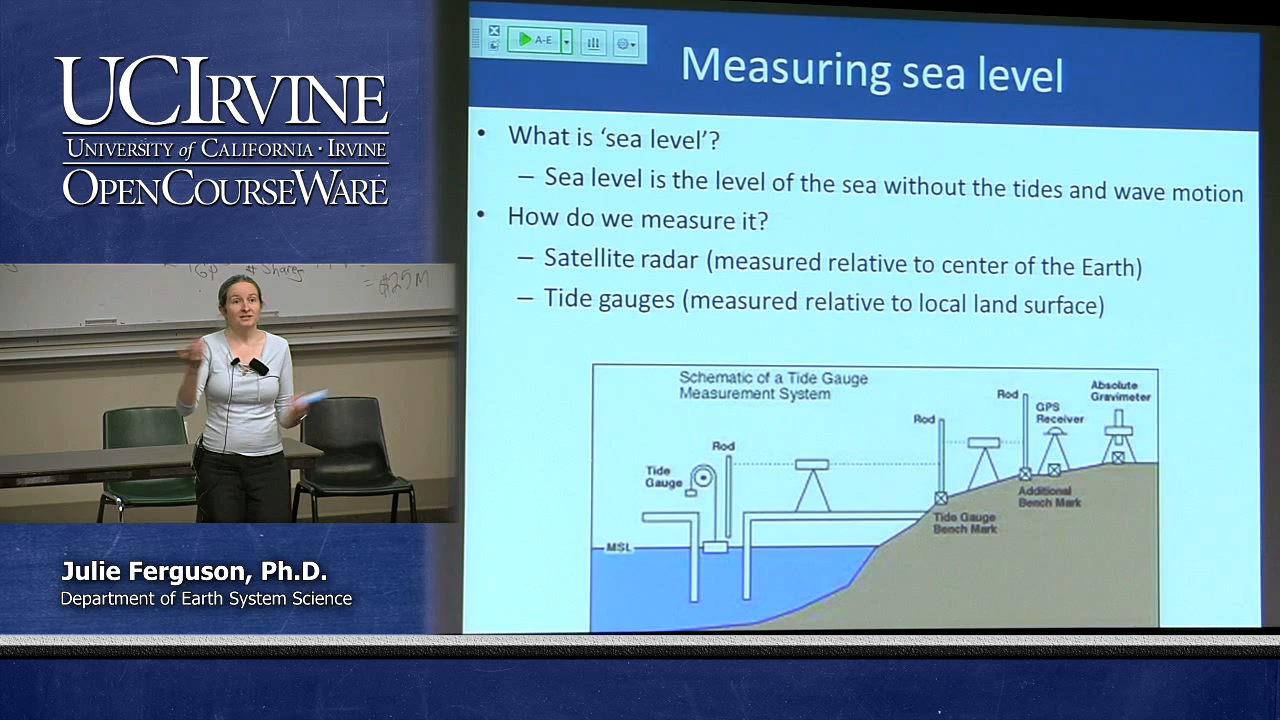 UCIRVINE
UNIVERSITY of CALIFORNIA · IRVINE
OPENCOURSEWARE
# Shares
= $25M
Julie Ferguson, Ph.D.
Department of Earth System Science
A-E
Measuring sea level
• What is ‘sea level’?
– Sea level is the level of the sea without the tides and wave motion
• How do we measure it?
– Satellite radar (measured relative to center of the Earth)
– Tide gauges (measured relative to local land surface)
Schematic of a Tide Gauge
Measurement System
Absolute
Gravimeter
Rod
GPS
Receiver
Rod
Rod
Tide
Gauge
Additional
Bench Mark
Tide Gauge
Bench Mark
MSL